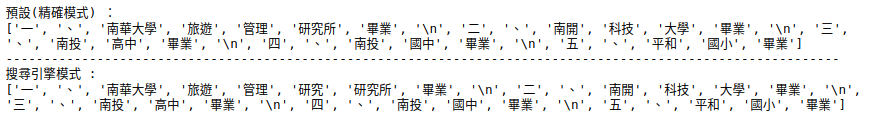 預設(精確模式) :
['一', '、', '南華大學', '旅遊', '管理', '研究所', '畢業', '\n', '二', '、', '南開', '科技', '大學', '畢業', '\n', '三',
'、', '南投', '高中', '畢業', '\n', '四', '、', '南投', '國中', '畢業', '\n', '五', '、', '平和', '國小', '畢業']
--------------------------------------------------------------------------------------------------------
搜尋引擎模式 :
['一', '、', '南華大學', '旅遊', '管理', '研究', '研究所', '畢業', '\n', '二', '、', '南開', '科技', '大學', '畢業', '\n',
'三', '、', '南投', '高中', '畢業', '\n', '四', '、', '南投', '國中', '畢業', '\n', '五', '、', '平和', '國小', '畢業']